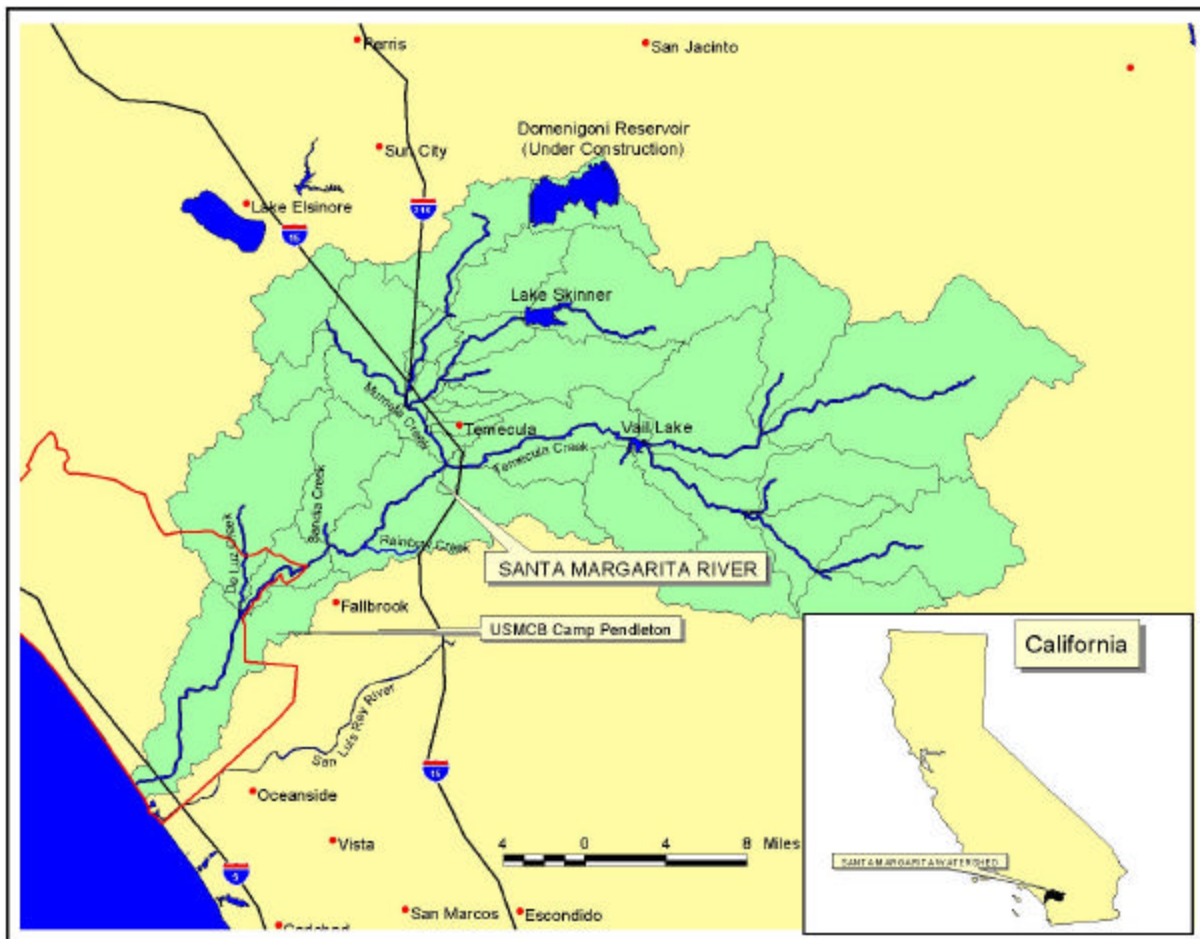 Perris
San Jacinto
Domenigoni Reservoir
(Under Construction)
Sun City
Lake Elsinore
15
Lake Skinner
Murrieta Creek
Temecula
Vail Lake
Temecula Creek
Sandia Creek
De Luz Creek
Rainbow Creek
SANTA MARGARITA RIVER
Fallbrook
USMCB Camp Pendleton
California
San Luis Rey River
15
Oceanside
Vista
4 0 4 8 Miles
SANTA MARGARITA WATERSHED
5
San Marcos
Escondido